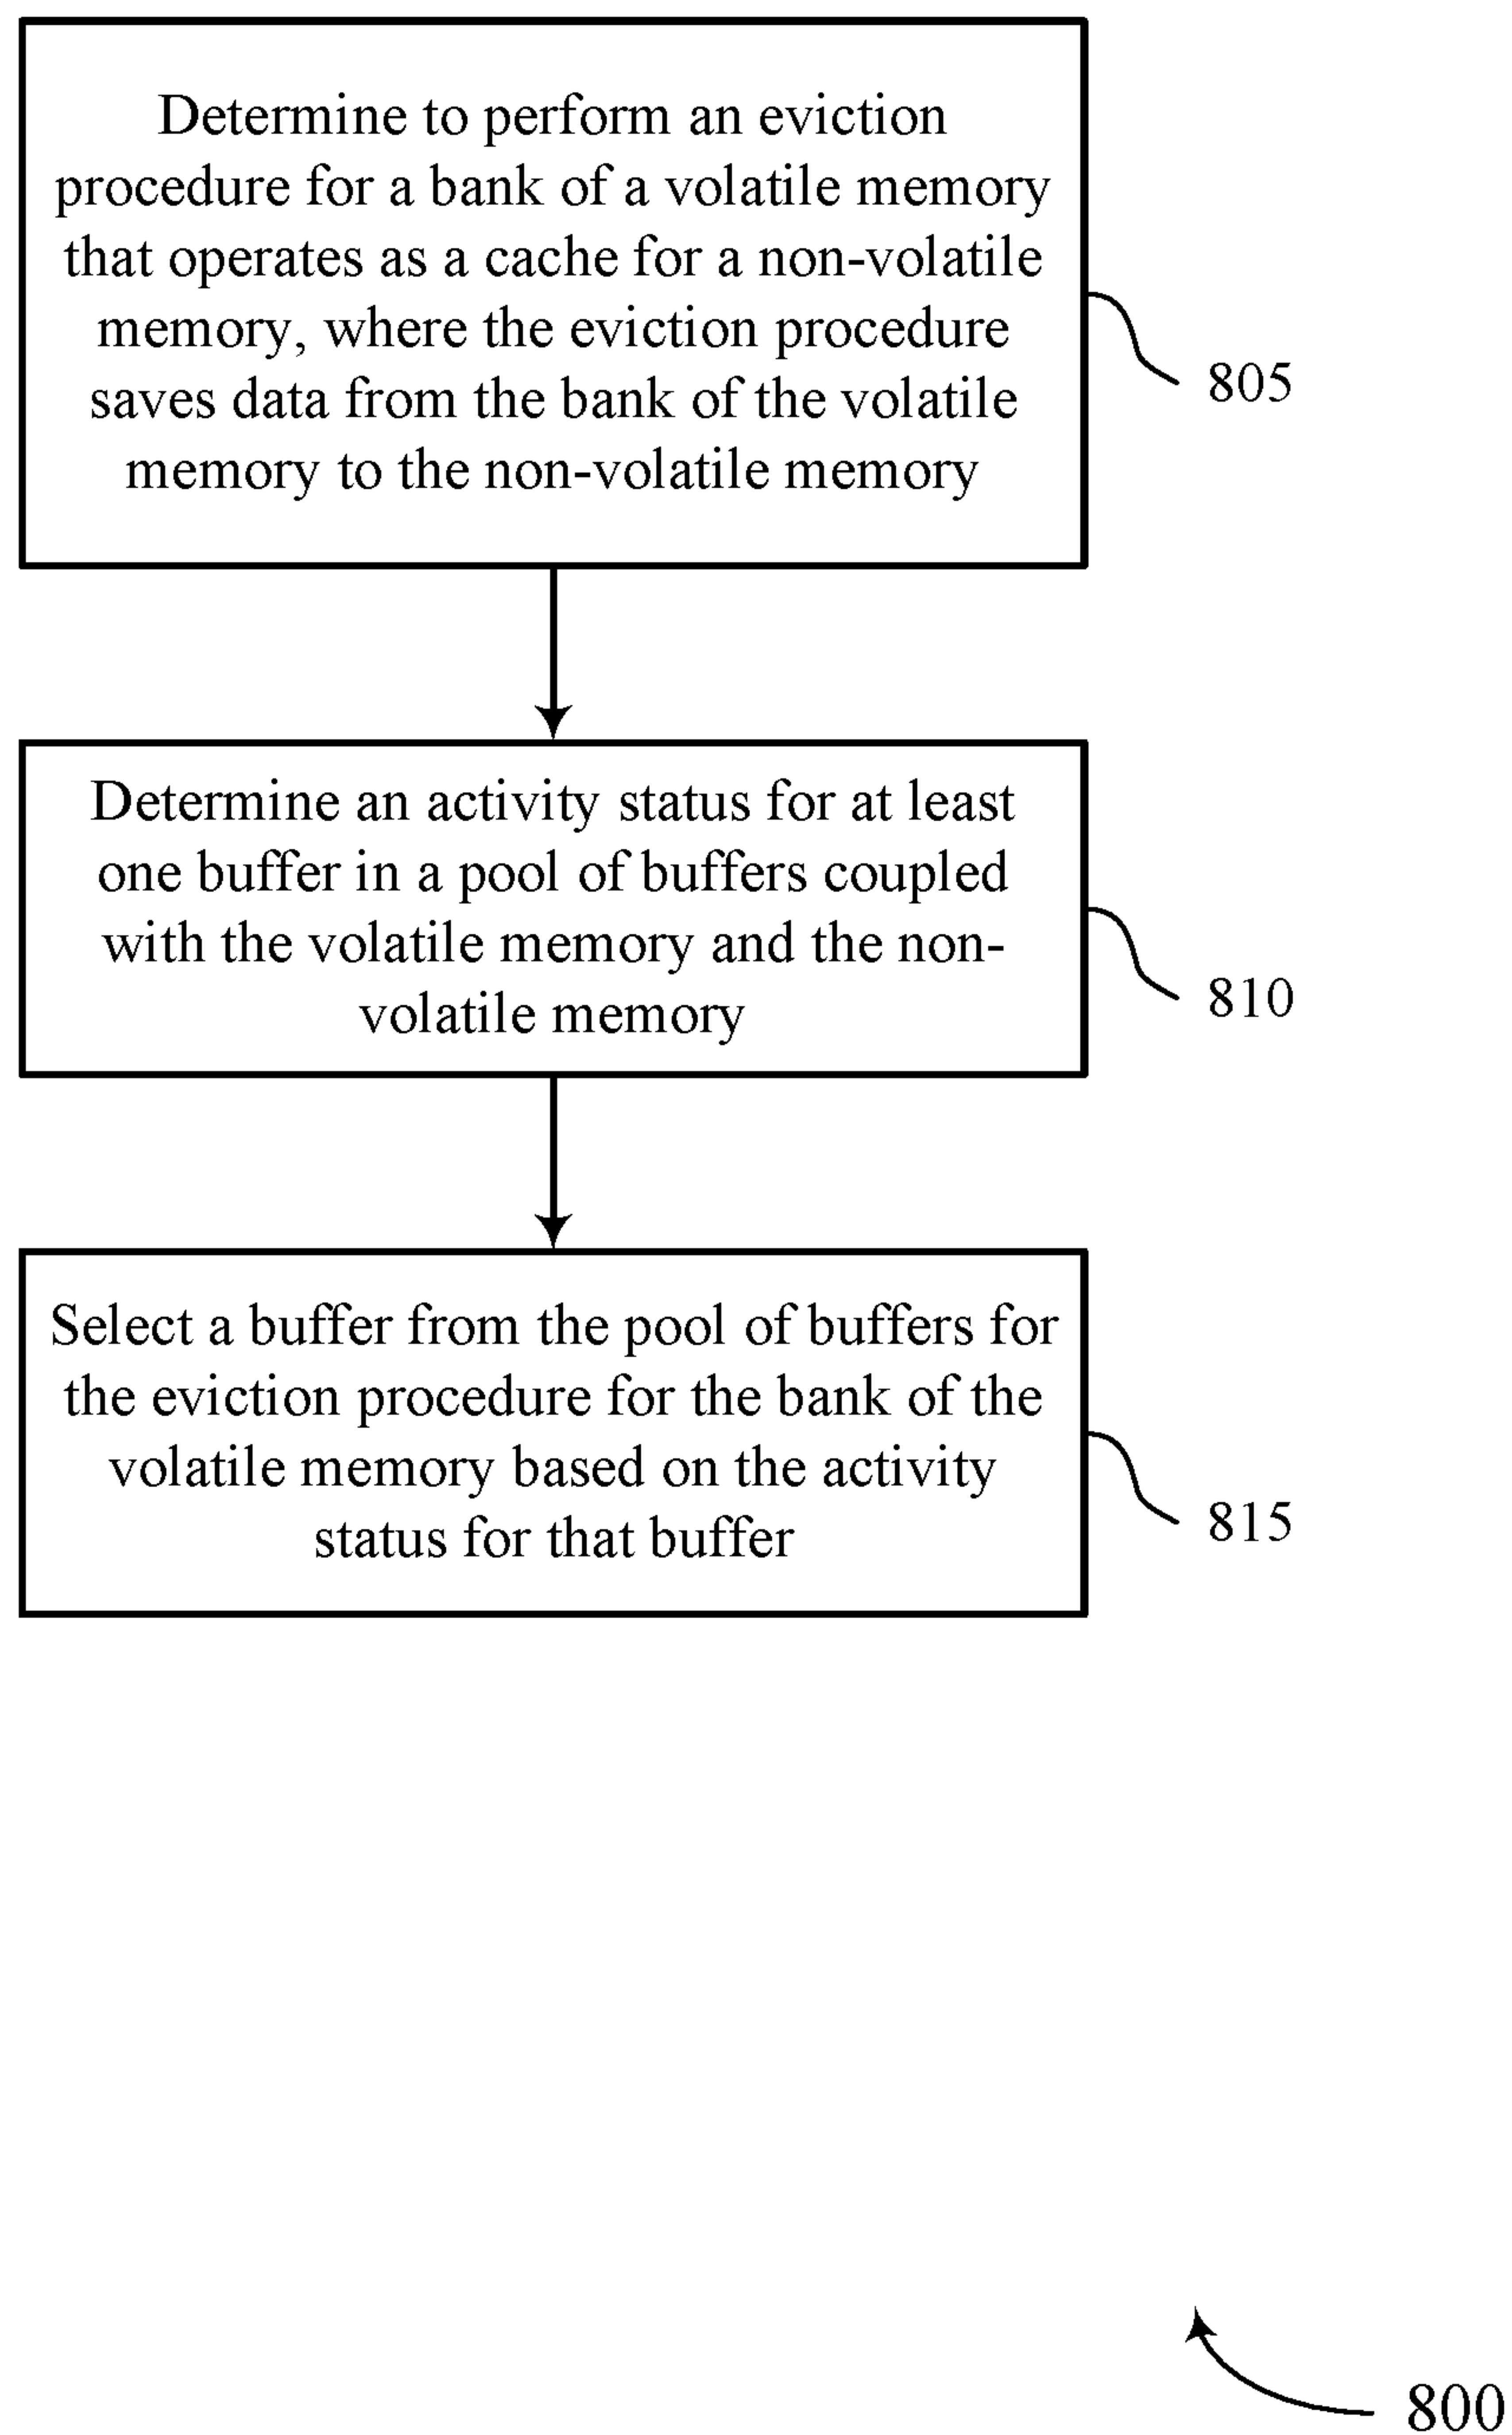 Determine to perform an eviction
procedure for a bank of a volatile memory
that operates as a cache for a non-volatile
memory, where the eviction procedure
saves data from the bank of the volatile
memory to the non-volatile memory
805
Determine an activity status for at least
one buffer in a pool of buffers coupled
with the volatile memory and the non-
volatile memory
810
Select a buffer from the pool of buffers for
the eviction procedure for the bank of the
volatile memory based on the activity
status for that buffer
815
800